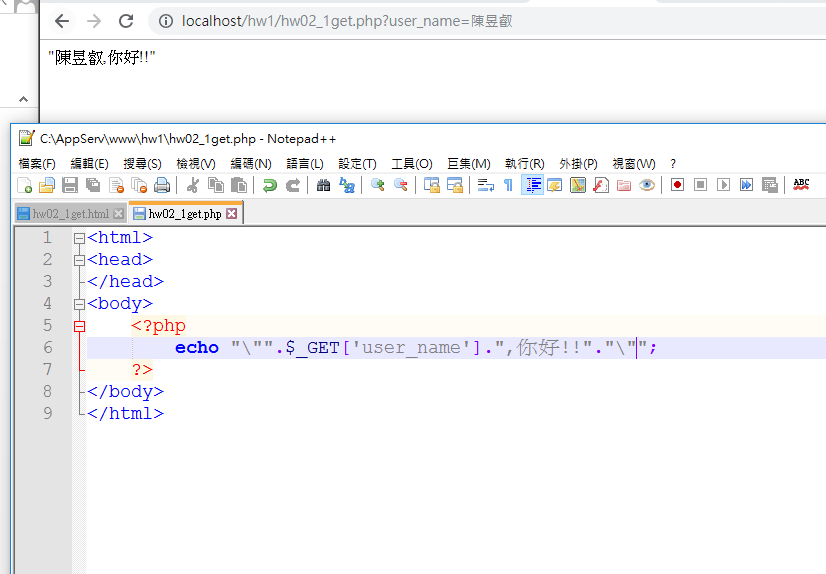 localhost/hw1/hw02_1get.php?user_name=陳昱叡
"陳昱叡,你好!!"
C:\AppServ\www\hw1\hw02_1get.php - Notepad++
檔案(F) 編輯(E) 搜尋(S) 檢視(V) 編碼(N) 語言(L) 設定(T) 工具(O) 巨集(M) 執行(R) 外掛(P) 視窗(W) ?
ABC
hw02_1get.html hw02_1get.php
1 <html>
2 <head>
3 </head>
4 <body>
5 <?php
6 echo "\"".$_GET['user_name'].",你好!!"."\"";
7 ?>
8 </body>
9 </html>